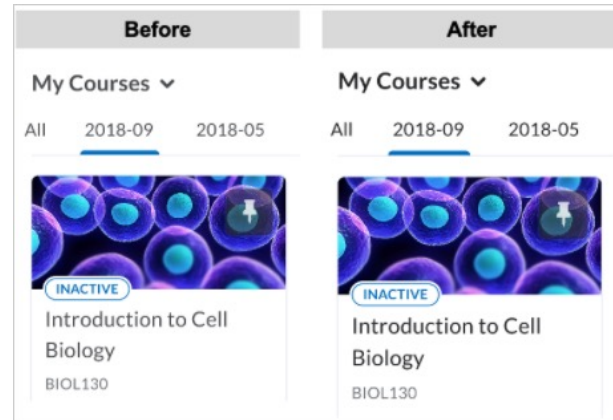 Before
My Courses
All 2018-09 2018-05
INACTIVE
Introduction to Cell
Biology
BIOL130
After
My Courses
All 2018-09 2018-05
INACTIVE
Introduction to Cell
Biology
BIOL130